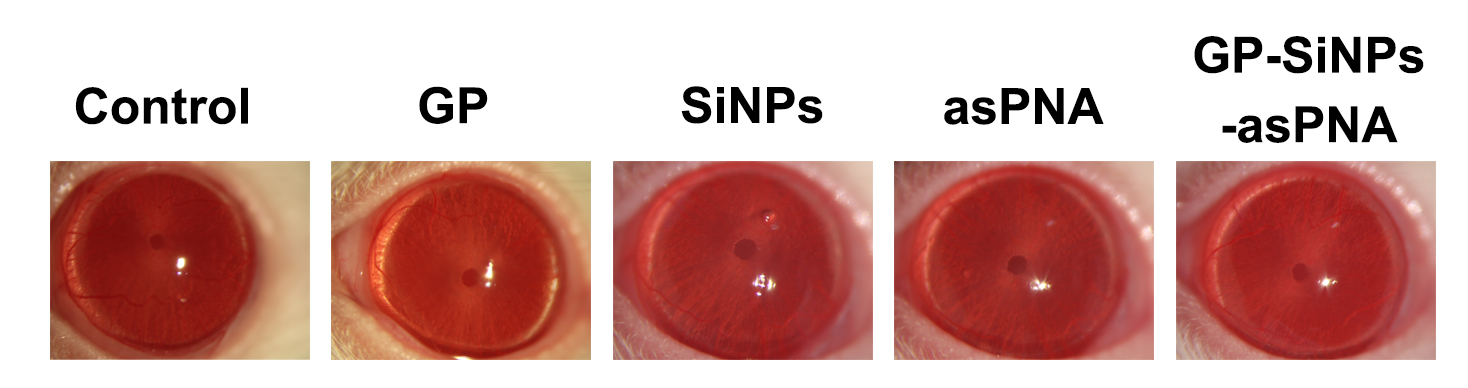 Control
GP
SiNPs
asPNA
GP-SiNPs
-asPNA